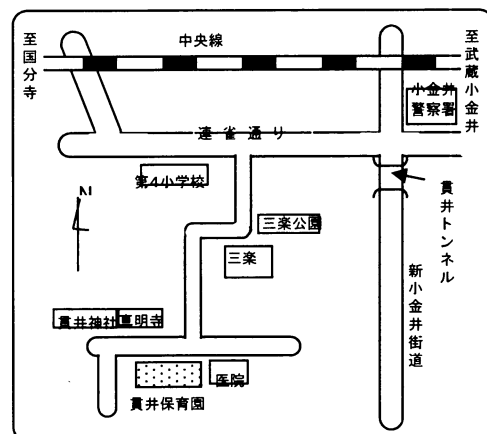 至国分寺
中央線
至武蔵小金井
小金井
警察署
連雀通り
第4小学校
N
貫井トンネル
三楽公園
三楽
新小金井街道
貫井神社
真明寺
医院
貫井保育園